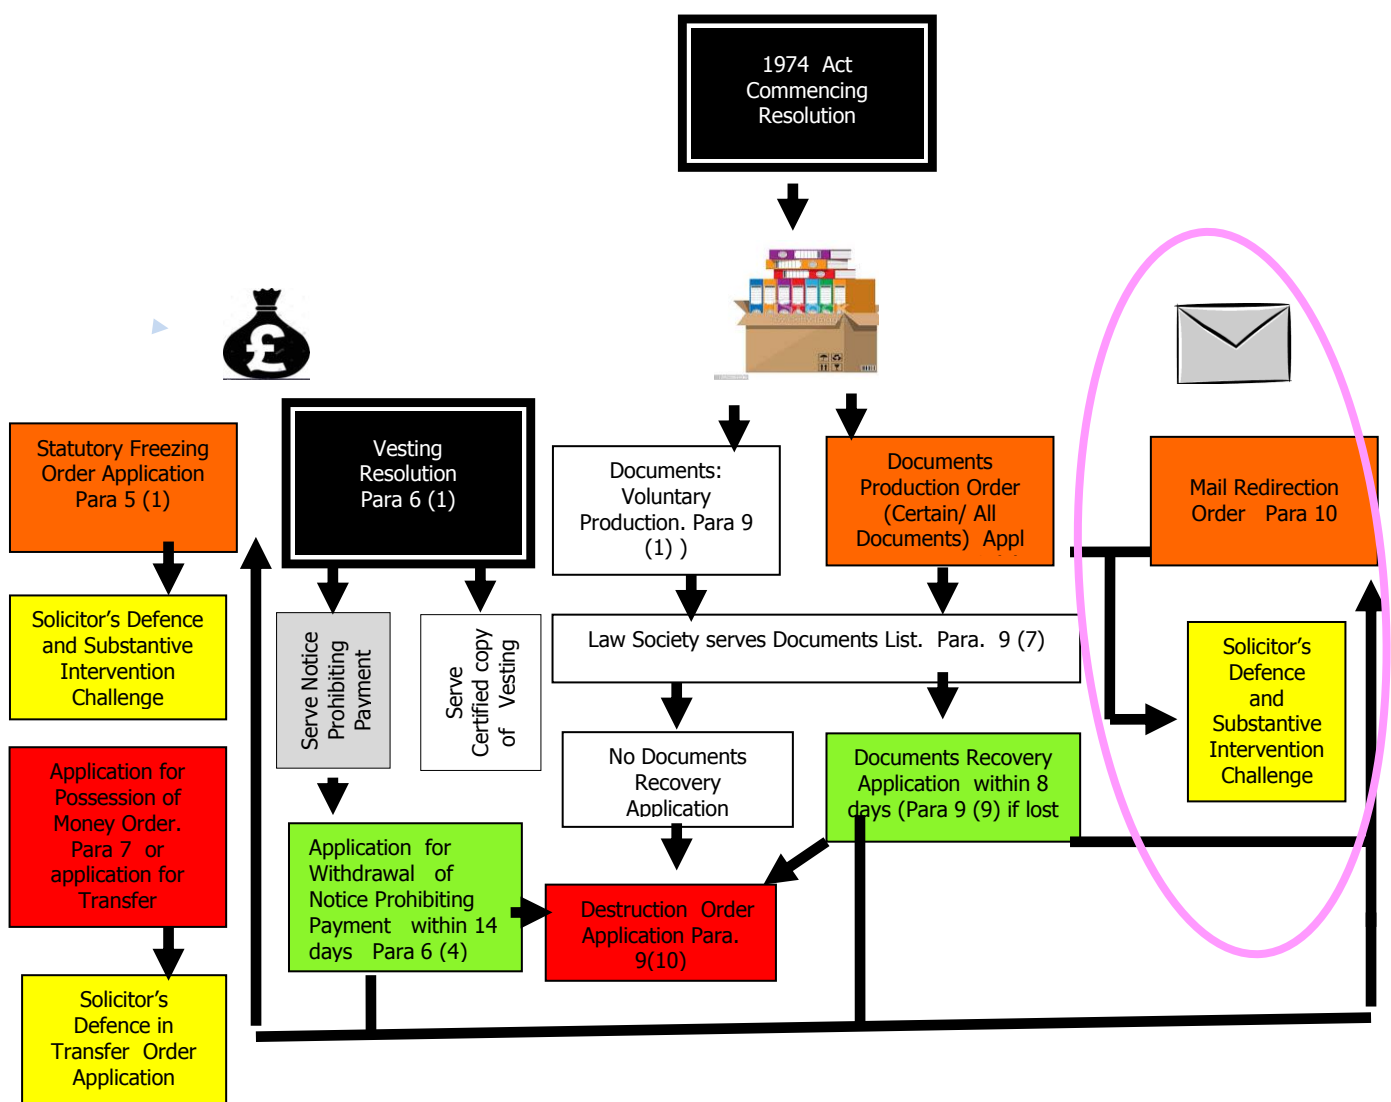 1974 Act
Commencing
Resolution
£
Statutory Freezing
Order Application
Para 5 (1)
Vesting
Resolution
Para 6 (1)
Documents:
Voluntary
Production. Para 9
(1) )
Documents
Production Order
(Certain/ All
Documents) Appl
Mail Redirection
Order Para 10
Solicitor’s Defence
and Substantive
Intervention
Challenge
Serve Notice
Prohibiting
Payment
Serve
Certified copy
of Vesting
Law Society serves Documents List. Para. 9 (7)
Solicitor’s
Defence
and
Substantive
Intervention
Challenge
Application for
Possession of
Money Order.
Para 7 or
application for
Transfer
No Documents
Recovery
Application
Documents Recovery
Application within 8
days (Para 9 (9) if lost
Application for
Withdrawal of
Notice Prohibiting
Payment within 14
days Para 6 (4)
Destruction Order
Application Para.
9(10)
Solicitor’s
Defence in
Transfer Order
Application